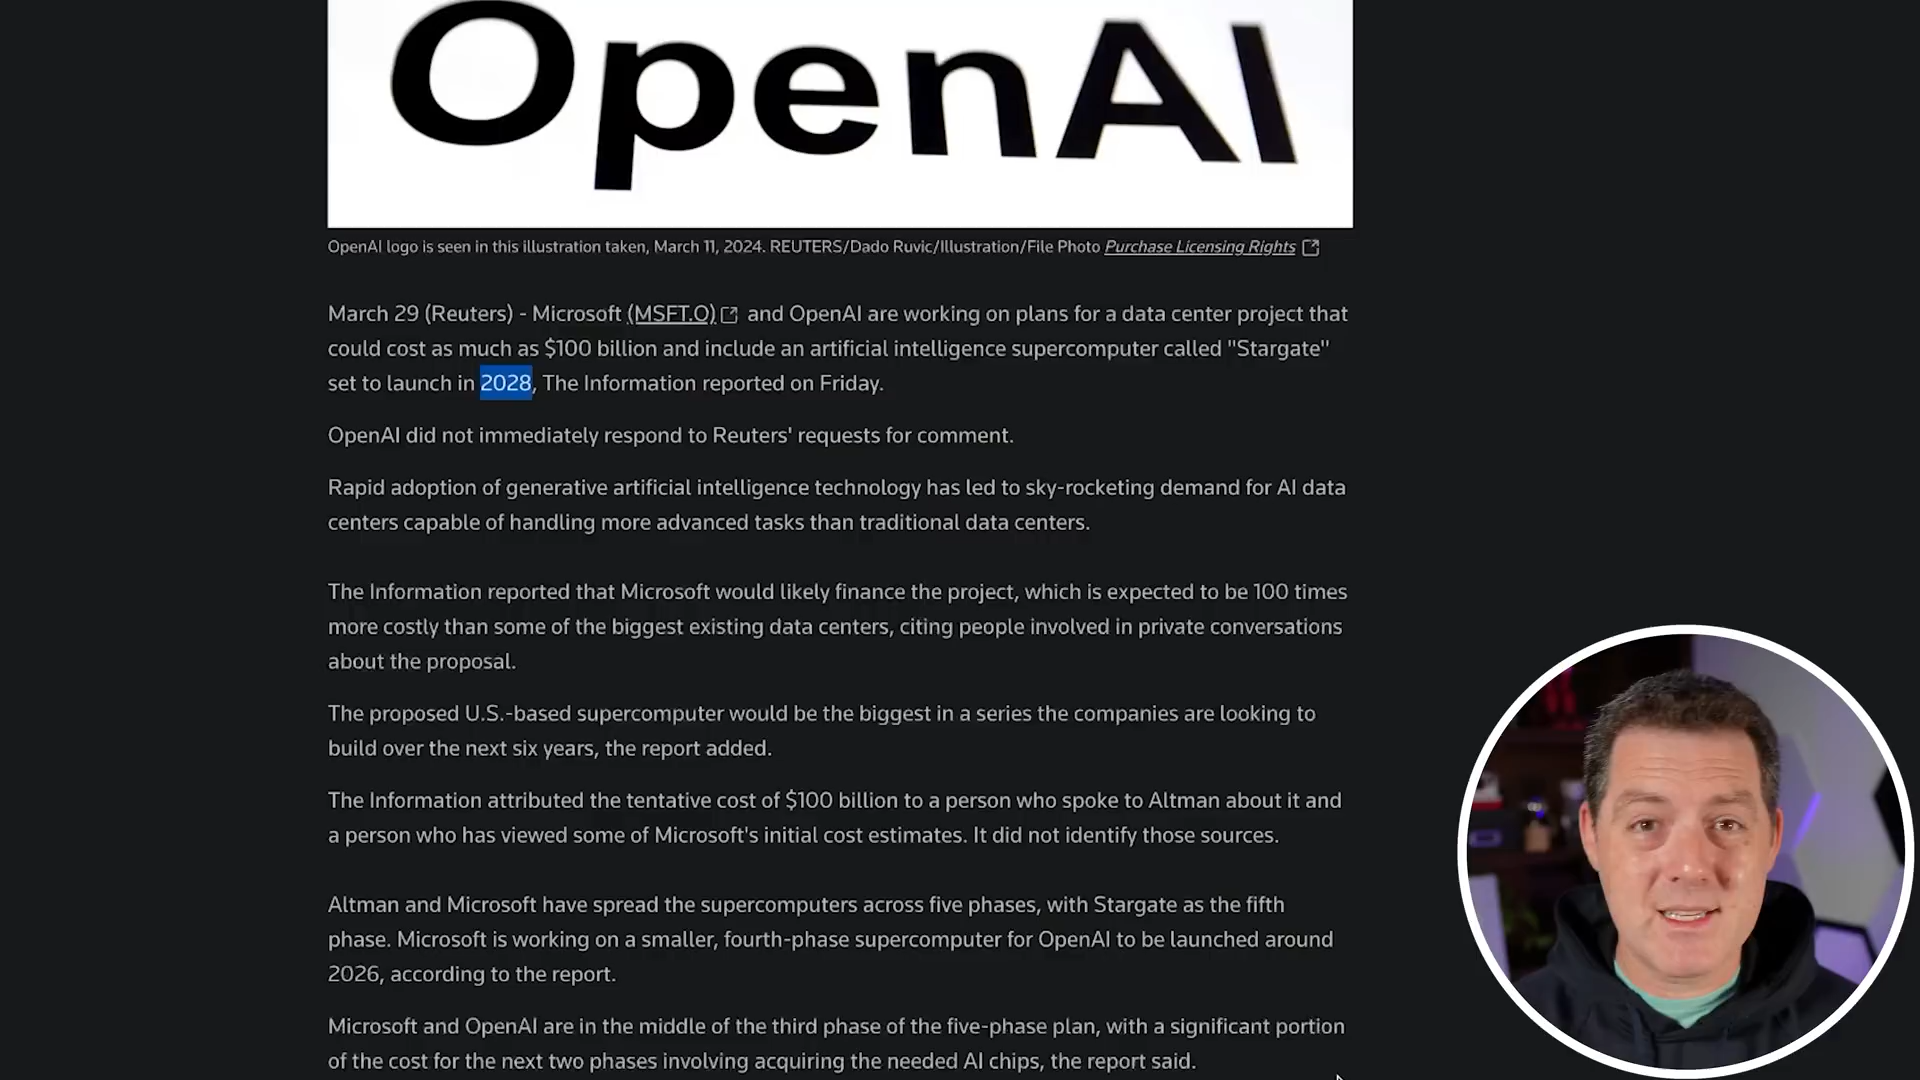 OpenAI
OpenAI logo is seen in this illustration taken, March 11, 2024. REUTERS/Dado Ruvic/Illustration/File Photo Purchase Licensing Rights
March 29 (Reuters) - Microsoft (MSFT.O) and OpenAI are working on plans for a data center project that
could cost as much as $100 billion and include an artificial intelligence supercomputer called "Stargate"
set to launch in 2028, The Information reported on Friday.
OpenAI did not immediately respond to Reuters' requests for comment.
Rapid adoption of generative artificial intelligence technology has led to sky-rocketing demand for AI data
centers capable of handling more advanced tasks than traditional data centers.
The Information reported that Microsoft would likely finance the project, which is expected to be 100 times
more costly than some of the biggest existing data centers, citing people involved in private conversations
about the proposal.
The proposed U.S.-based supercomputer would be the biggest in a series the companies are looking to
build over the next six years, the report added.
The Information attributed the tentative cost of $100 billion to a person who spoke to Altman about it and
a person who has viewed some of Microsoft's initial cost estimates. It did not identify those sources.
Altman and Microsoft have spread the supercomputers across five phases, with Stargate as the fifth
phase. Microsoft is working on a smaller, fourth-phase supercomputer for OpenAI to be launched around
2026, according to the report.
Microsoft and OpenAI are in the middle of the third phase of the five-phase plan, with a significant portion
of the cost for the next two phases involving acquiring the needed AI chips, the report said.